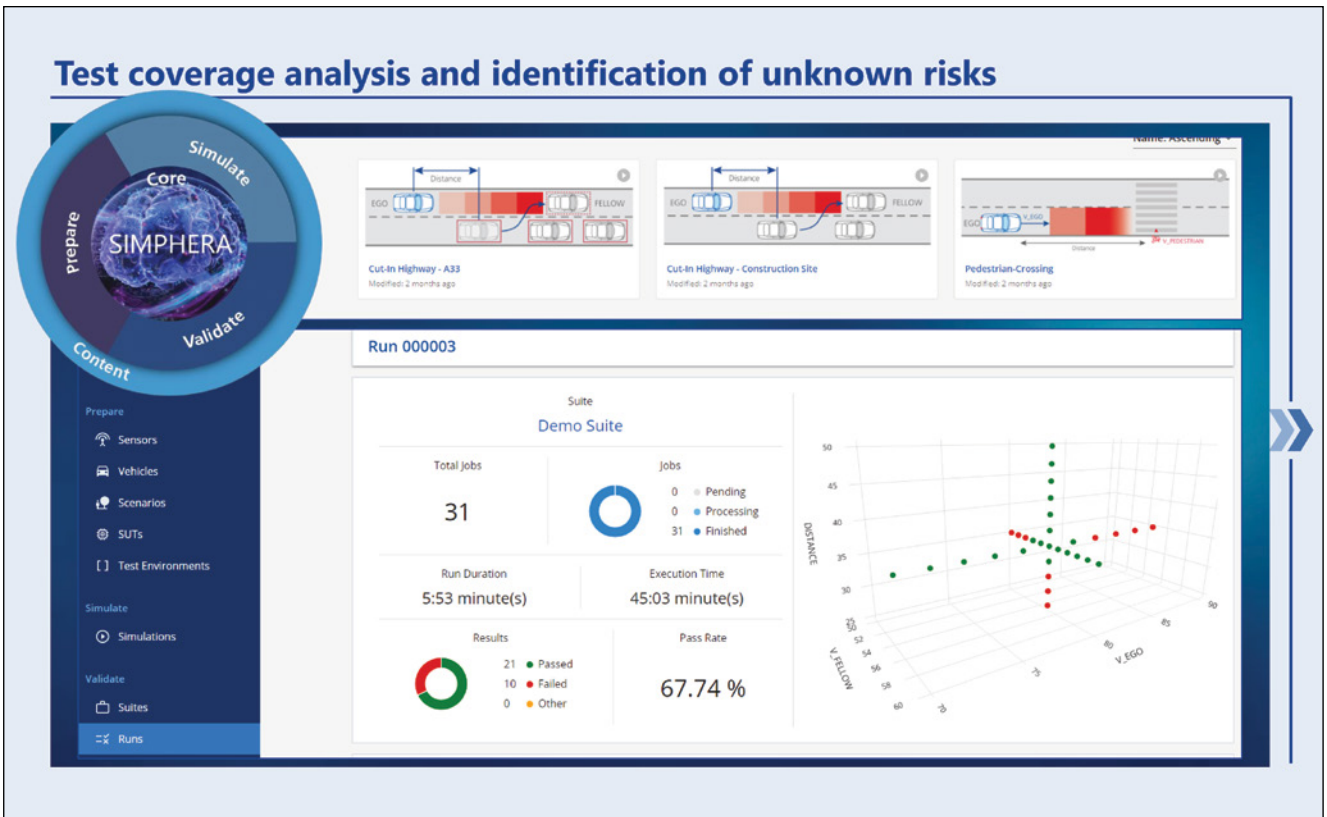 Test coverage analysis and identification of unknown risks
Simulate
Core
Prepare
SIMPHERA
Validate
Content
Name: Ascending
Distance
EGO
FELLOW
Cut-In Highway - A33
Modified: 2 months ago
Distance
EGO
FELLOW
Cut-In Highway - Construction Site
Modified: 2 months ago
EGO
V_EGO
Distance
V_PEDESTRIAN
Pedestrian-Crossing
Modified: 2 months ago
Run 000003
Prepare
Sensors
Vehicles
Scenarios
SUTs
Test Environments
Simulate
Simulations
Validate
Suites
Runs
Suite
Demo Suite
Total Jobs
31
Jobs
0 Pending
0 Processing
31 Finished
Run Duration
5:53 minute(s)
Execution Time
45:03 minute(s)
Results
21 Passed
10 Failed
0 Other
Pass Rate
67.74 %
50
45
40
35
30
DISTANCE
52
54
56
58
60
V_FELLOW
70
75
80
85
90
V_EGO